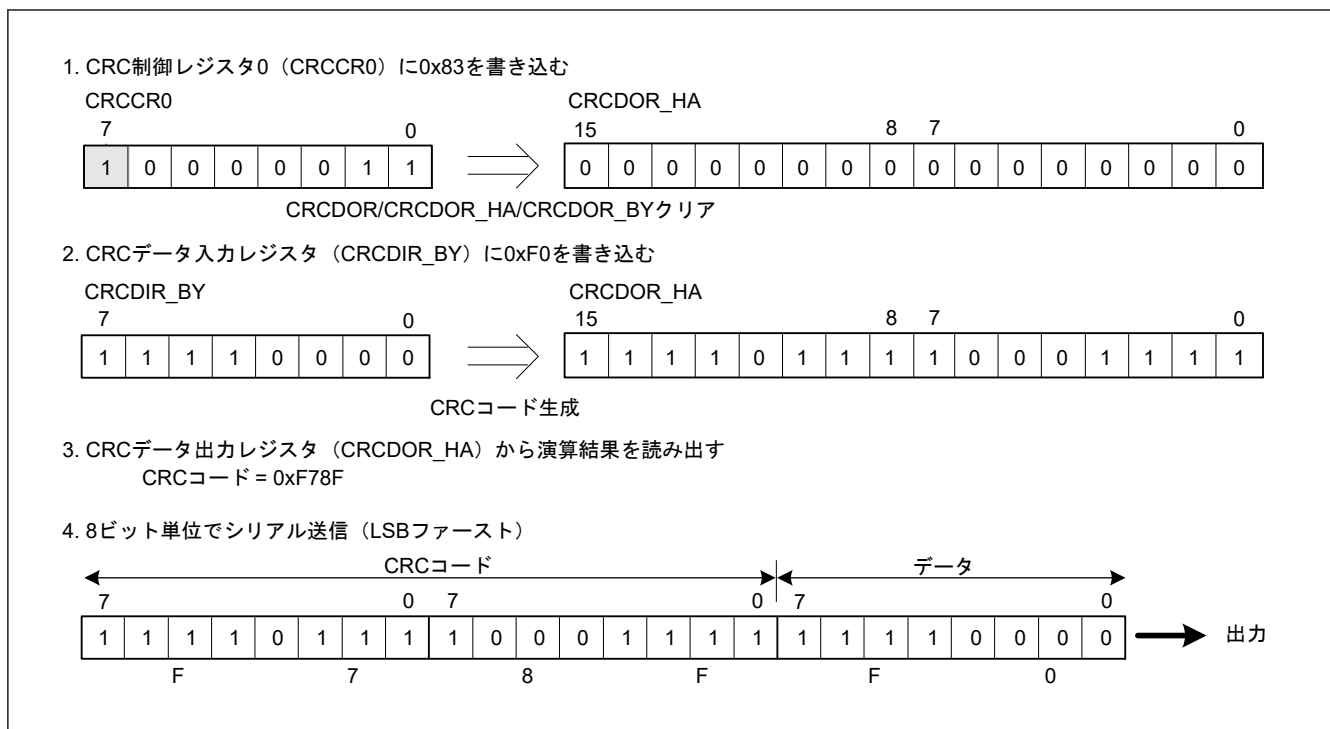 1. CRC制御レジスタ0（CRCCR0）に0x83を書き込む
CRCCR0 CRCDOR_HA
7 0 15 8 7 0
1 0 0 0 0 0 1 1 0 0 0 0 0 0 0 0 0 0 0 0 0 0 0 0
CRCDOR/CRCDOR_HA/CRCDOR_BYクリア
2. CRCデータ入力レジスタ（CRCDIR_BY）に0xF0を書き込む
CRCDIR_BY CRCDOR_HA
7 0 15 8 7 0
1 1 1 1 0 0 0 0 1 1 1 1 0 1 1 1 1 0 0 0 1 1 1 1
CRCコード生成
3. CRCデータ出力レジスタ（CRCDOR_HA）から演算結果を読み出す
CRCコード = 0xF78F
4. 8ビット単位でシリアル送信（LSBファースト）
CRCコード データ
7 0 7 0 7 0
1 1 1 1 0 1 1 1 1 0 0 0 1 1 1 1 1 1 1 1 0 0 0 0 出力
F 7 8 F F 0